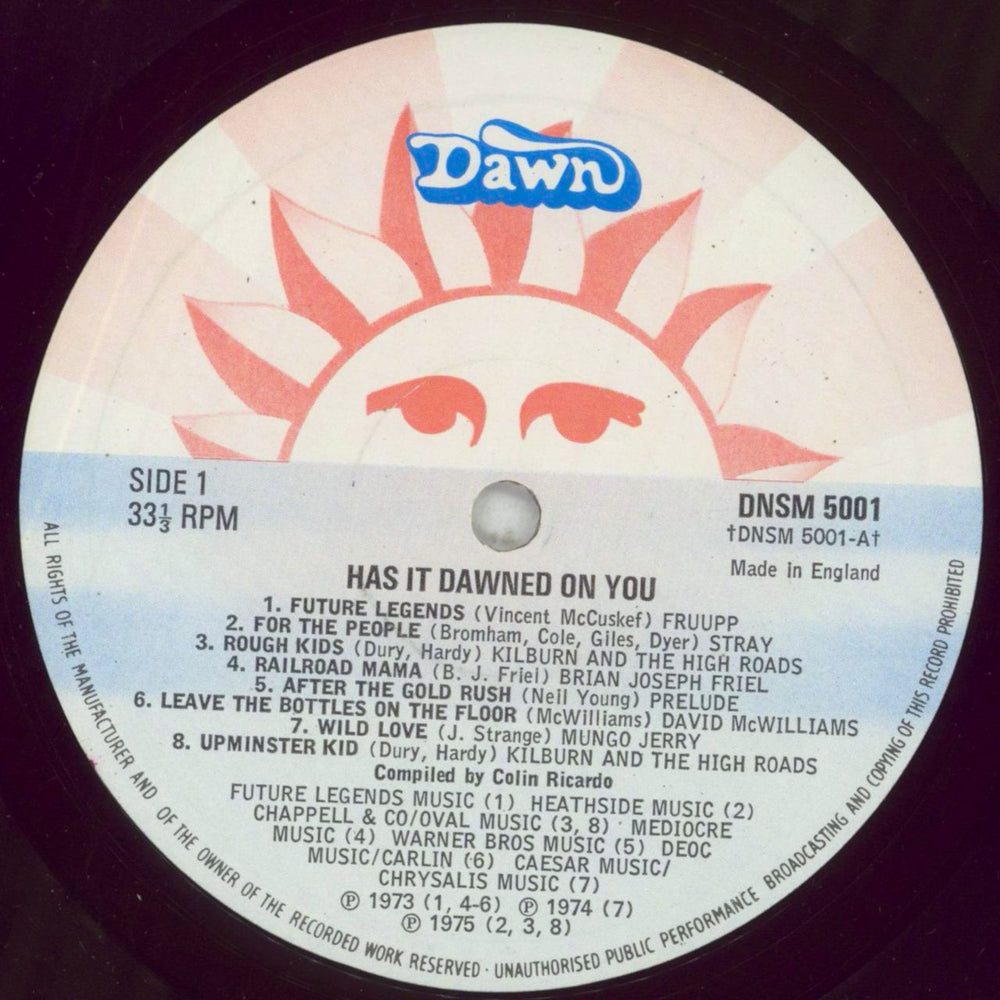 Dawn
SIDE 1
33⅓ RPM
DNSM 5001
†DNSM 5001-A†
Made in England
HAS IT DAWNED ON YOU
1. FUTURE LEGENDS (Vincent McCuskef) FRUUPP
2. FOR THE PEOPLE (Bromham, Cole, Giles, Dyer) STRAY
3. ROUGH KIDS (Dury, Hardy) KILBURN AND THE HIGH ROADS
4. RAILROAD MAMA (B. J. Friel) BRIAN JOSEPH FRIEL
5. AFTER THE GOLD RUSH (Neil Young) PRELUDE
6. LEAVE THE BOTTLES ON THE FLOOR (McWilliams) DAVID McWILLIAMS
7. WILD LOVE (J. Strange) MUNGO JERRY
8. UPMINSTER KID (Dury, Hardy) KILBURN AND THE HIGH ROADS
Compiled by Colin Ricardo
FUTURE LEGENDS MUSIC (1) HEATHSIDE MUSIC (2)
CHAPPELL & CO/OVAL MUSIC (3, 8) MEDIOCRE
MUSIC (4) WARNER BROS MUSIC (5) DEOC
MUSIC/CARLIN (6) CAESAR MUSIC/
CHRYSALIS MUSIC (7)
℗ 1973 (1, 4-6) ℗ 1974 (7)
℗ 1975 (2, 3, 8)
ALL RIGHTS OF THE MANUFACTURER AND OF THE OWNER OF THE RECORDED WORK RESERVED · UNAUTHORISED PUBLIC PERFORMANCE BROADCASTING AND COPYING OF THIS RECORD PROHIBITED